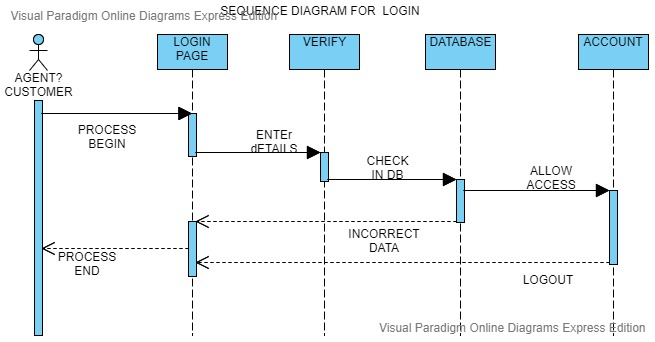 Visual Paradigm Online Diagrams Express Edition
SEQUENCE DIAGRAM FOR LOGIN
AGENT?
CUSTOMER
LOGIN
PAGE
VERIFY
DATABASE
ACCOUNT
PROCESS
BEGIN
ENTEr
dETAILS
CHECK
IN DB
ALLOW
ACCESS
INCORRECT
DATA
PROCESS
END
LOGOUT
Visual Paradigm Online Diagrams Express Edition